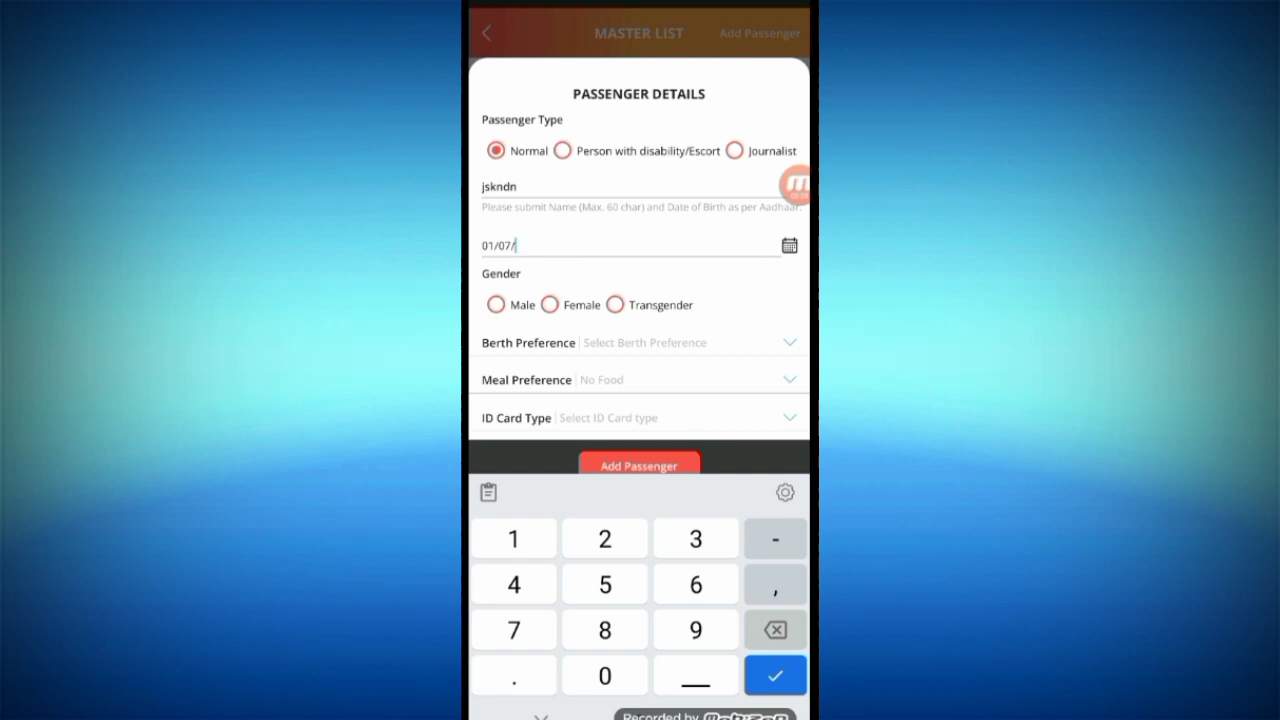 MASTER LIST Add Passenger
PASSENGER DETAILS
Passenger Type
Normal Person with disability/Escort Journalist
jskndn
Please submit Name (Max. 60 char) and Date of Birth as per Aadhaar.
01/07/
Gender
Male Female Transgender
Berth Preference Select Berth Preference
Meal Preference No Food
ID Card Type Select ID Card type
Add Passenger
1 2 3 -
4 5 6 ,
7 8 9
. 0
Recorded by